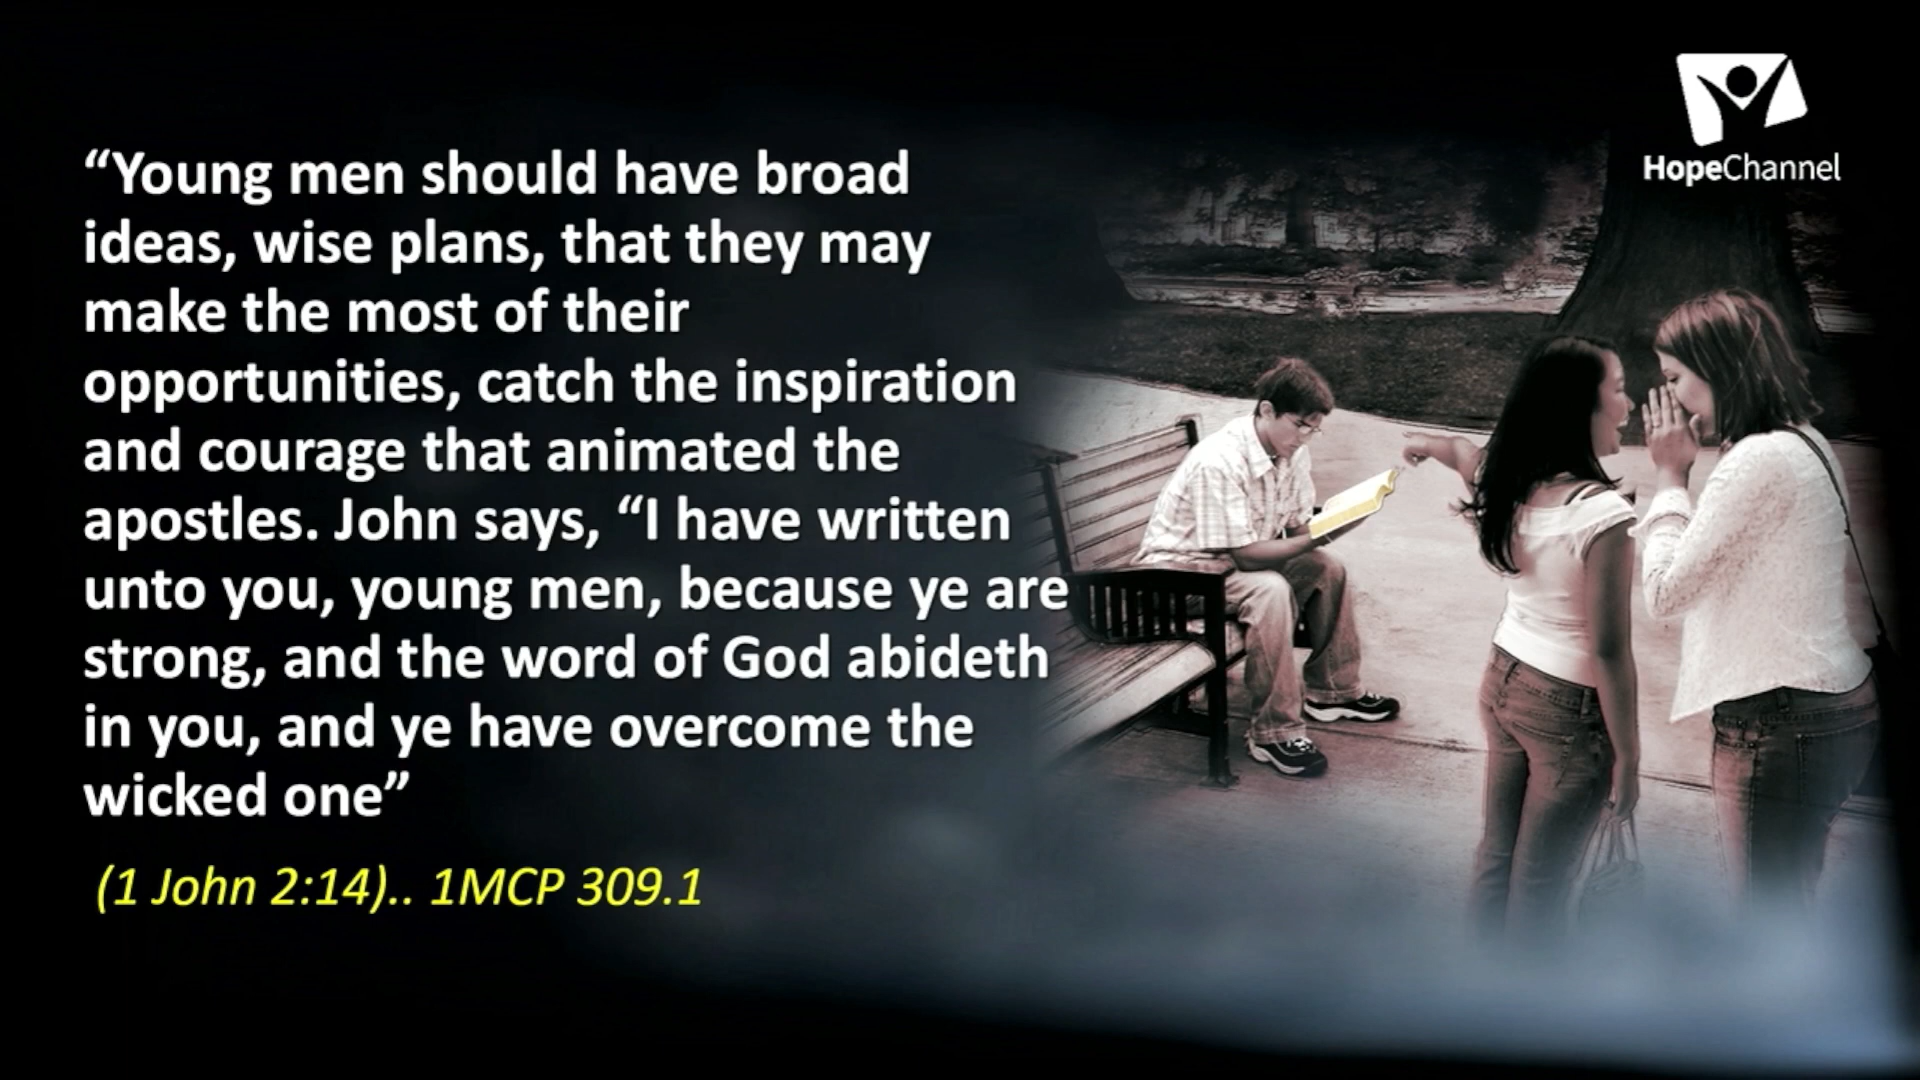 HopeChannel
“Young men should have broad
ideas, wise plans, that they may
make the most of their
opportunities, catch the inspiration
and courage that animated the
apostles. John says, “I have written
unto you, young men, because ye are
strong, and the word of God abideth
in you, and ye have overcome the
wicked one”
(1 John 2:14).. 1MCP 309.1